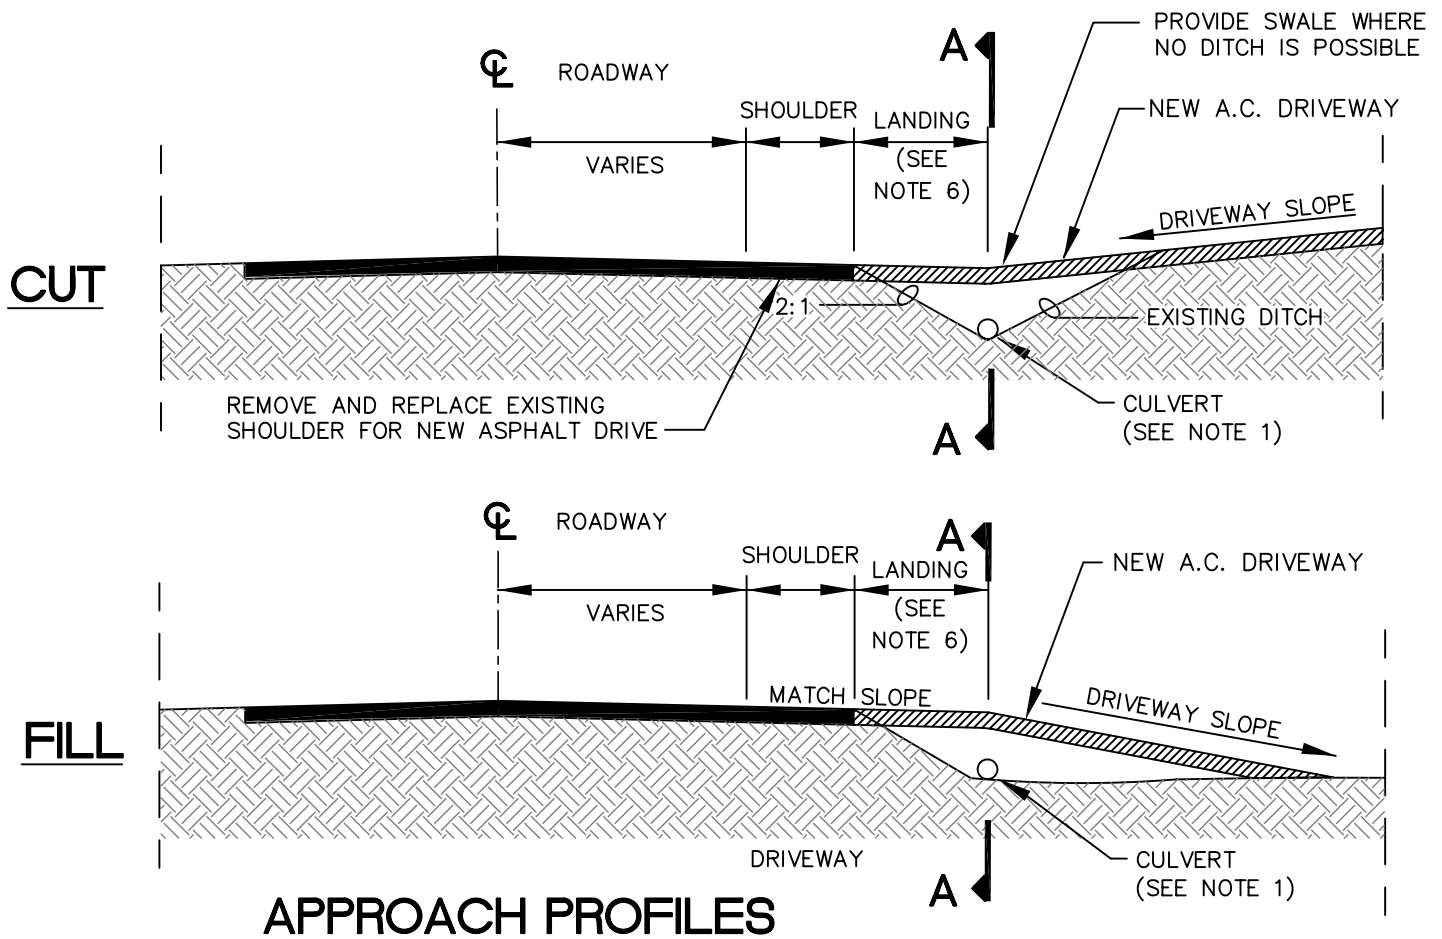 PROVIDE SWALE WHERE
NO DITCH IS POSSIBLE
A
℄ ROADWAY
SHOULDER
NEW A.C. DRIVEWAY
LANDING
(SEE
NOTE 6)
VARIES
DRIVEWAY SLOPE
CUT
2:1
EXISTING DITCH
REMOVE AND REPLACE EXISTING
SHOULDER FOR NEW ASPHALT DRIVE
CULVERT
(SEE NOTE 1)
A
℄ ROADWAY
A
SHOULDER
NEW A.C. DRIVEWAY
LANDING
(SEE
NOTE 6)
VARIES
MATCH SLOPE
DRIVEWAY SLOPE
FILL
DRIVEWAY
CULVERT
(SEE NOTE 1)
A
APPROACH PROFILES